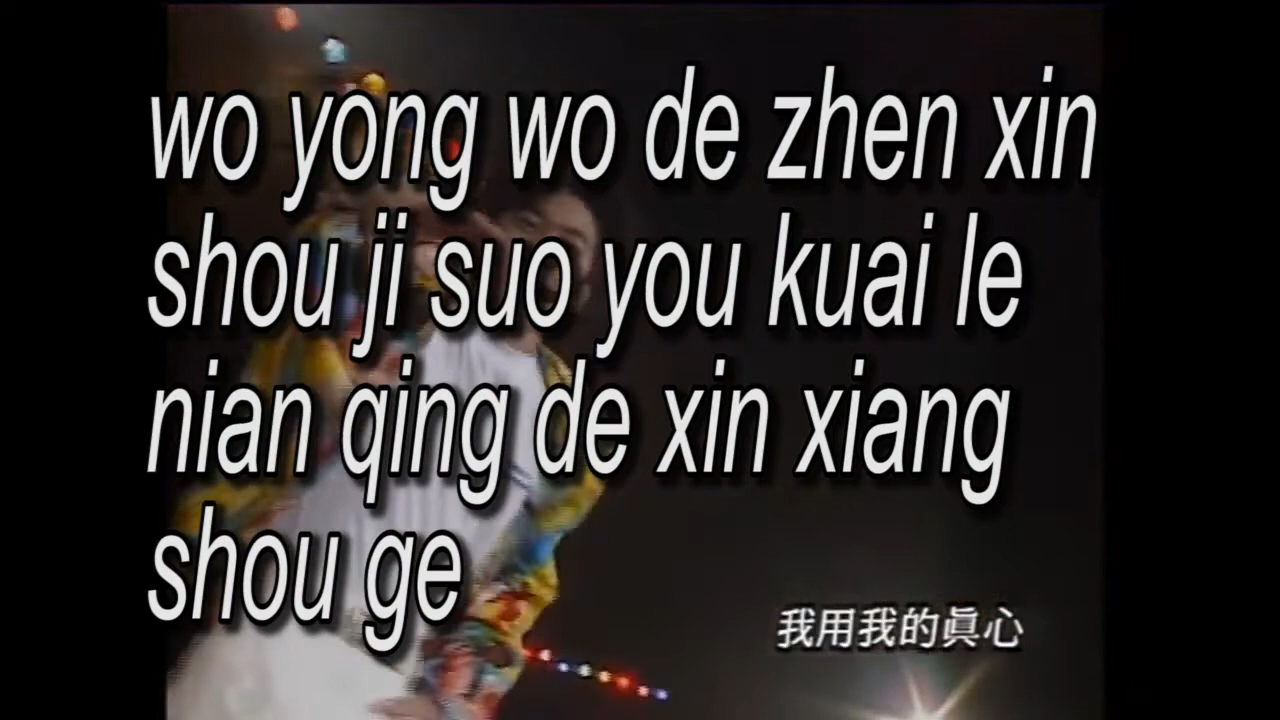 wo yong wo de zhen xin
shou ji suo you kuai le
nian qing de xin xiang
shou ge
我用我的眞心